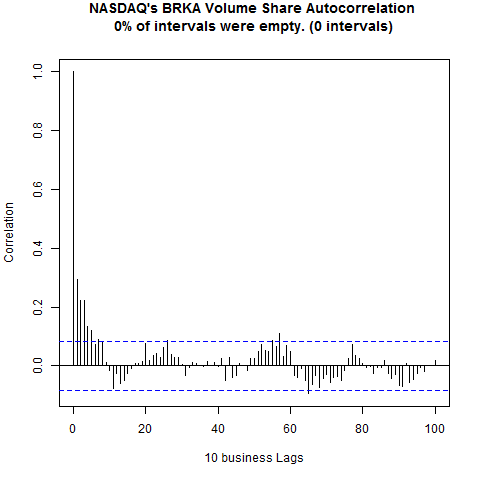 NASDAQ's BRKA Volume Share Autocorrelation
0% of intervals were empty. (0 intervals)
1.0
0.8
0.6
0.4
0.2
0.0
Correlation
0 20 40 60 80 100
10 business Lags